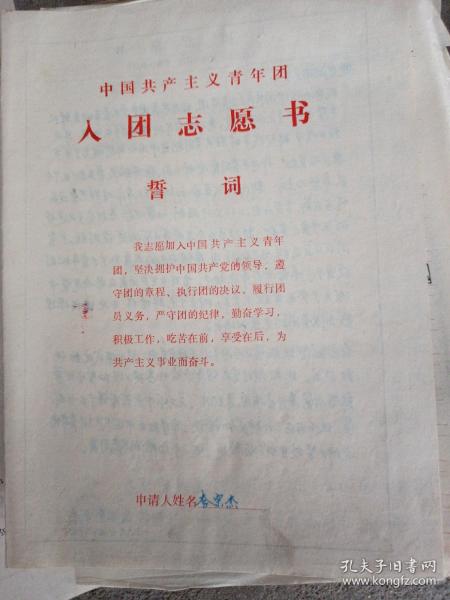 中国共产主义青年团
入团志愿书
誓词
我志愿加入中国共产主义青年
团，坚决拥护中国共产党的领导，遵
守团的章程，执行团的决议，履行团
员义务，严守团的纪律，勤奋学习，
积极工作，吃苦在前，享受在后，为
共产主义事业而奋斗。
申请人姓名李宗杰
孔夫子旧书网
www.kongfz.com